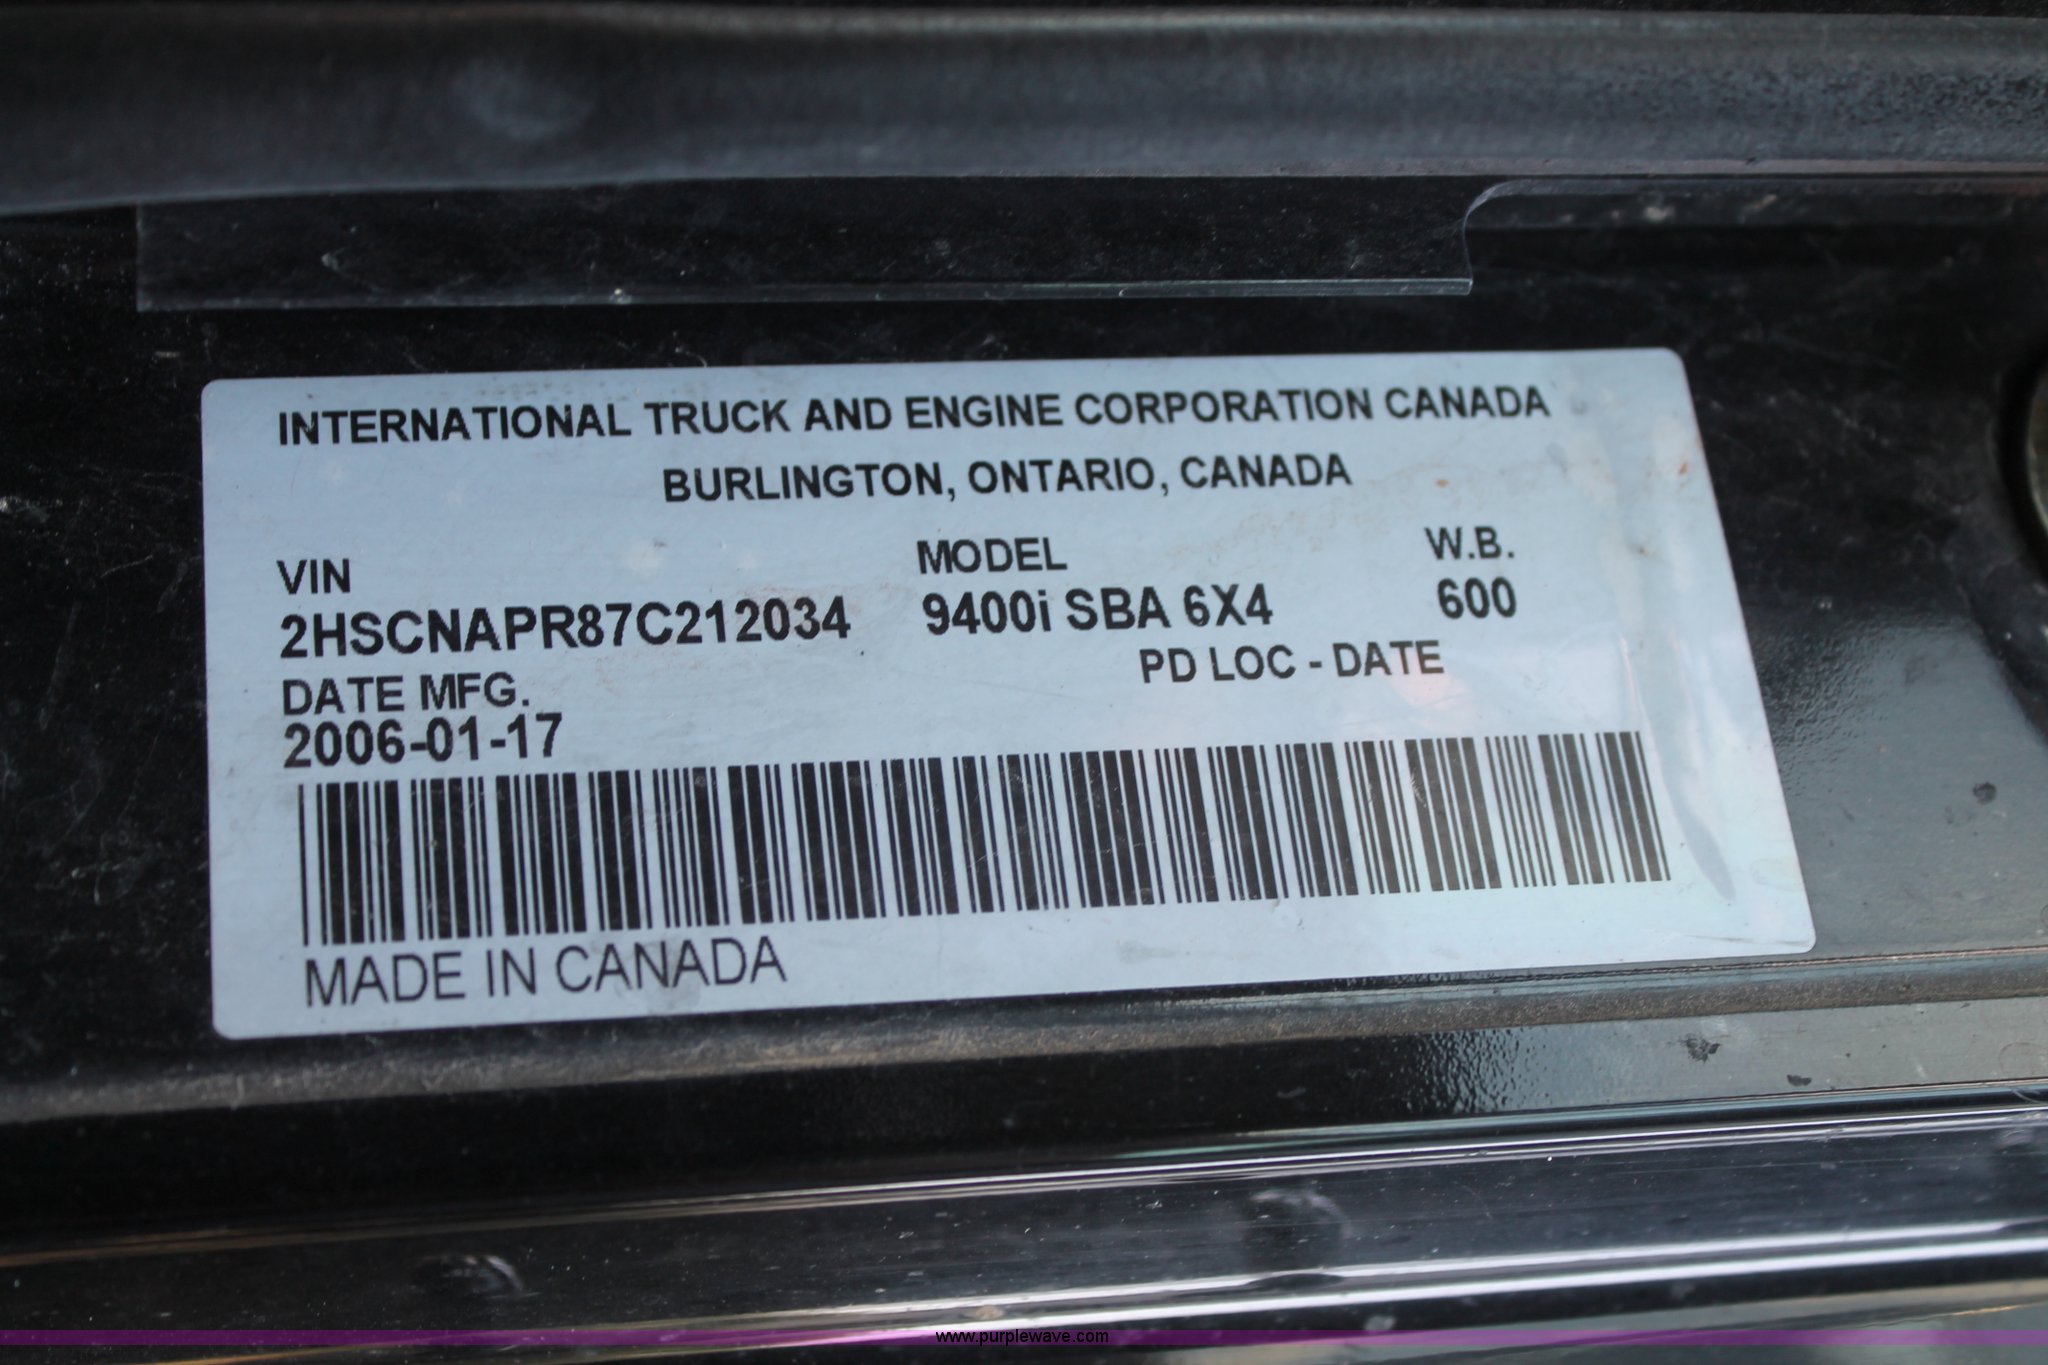 INTERNATIONAL TRUCK AND ENGINE CORPORATION CANADA
BURLINGTON, ONTARIO, CANADA
VIN MODEL W.B.
2HSCNAPR87C212034 9400i SBA 6X4 600
DATE MFG. PD LOC - DATE
2006-01-17
MADE IN CANADA
www.purplewave.com